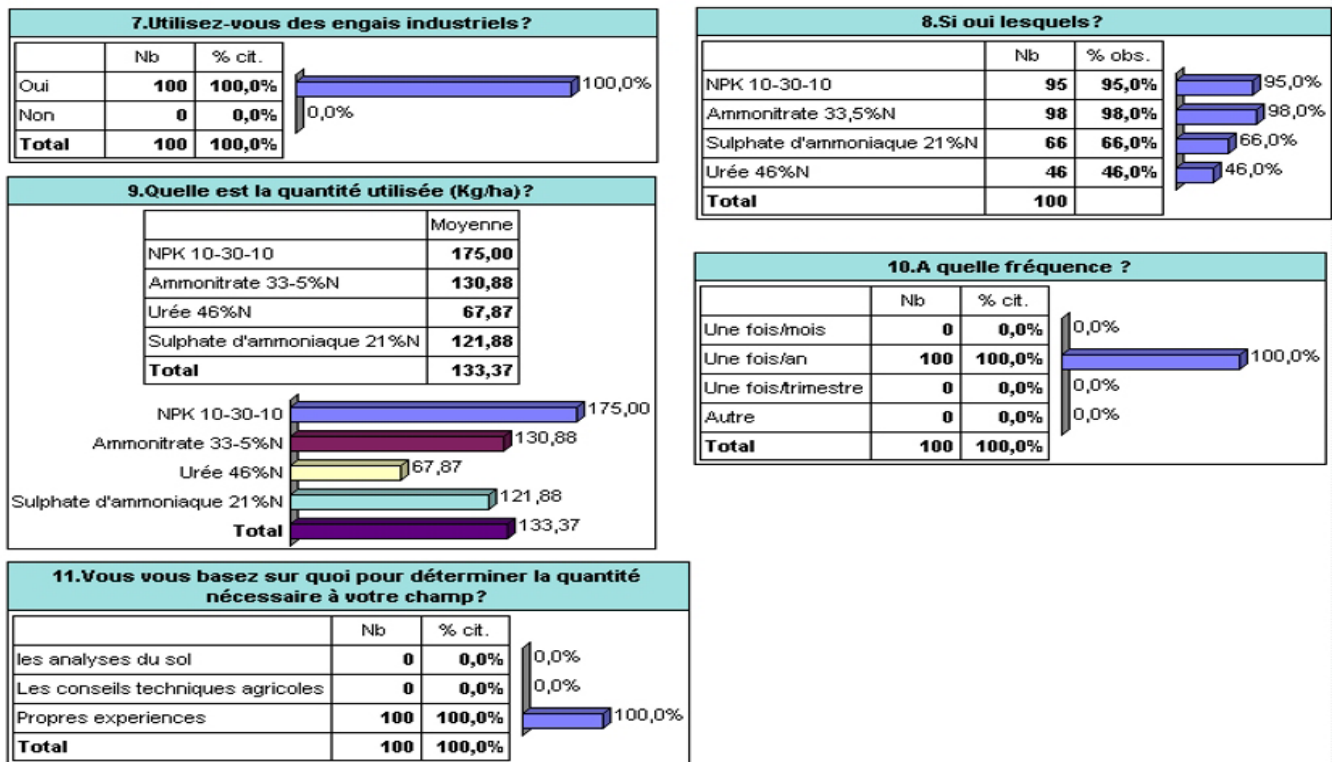 7.Utilisez-vous des engais industriels?
Nb % cit.
Oui 100 100,0% 100,0%
Non 0 0,0% 0,0%
Total 100 100,0%
8.Si oui lesquels?
Nb % obs.
NPK 10-30-10 95 95,0% 95,0%
Ammonitrate 33,5%N 98 98,0% 98,0%
Sulphate d'ammoniaque 21%N 66 66,0% 66,0%
Urée 46%N 46 46,0% 46,0%
Total 100
9.Quelle est la quantité utilisée (Kg/ha)?
Moyenne
NPK 10-30-10 175,00
Ammonitrate 33-5%N 130,88
Urée 46%N 67,87
Sulphate d'ammoniaque 21%N 121,88
Total 133,37
NPK 10-30-10 175,00
Ammonitrate 33-5%N 130,88
Urée 46%N 67,87
Sulphate d'ammoniaque 21%N 121,88
Total 133,37
10.A quelle fréquence ?
Nb % cit.
Une fois/mois 0 0,0% 0,0%
Une fois/an 100 100,0% 100,0%
Une fois/trimestre 0 0,0% 0,0%
Autre 0 0,0% 0,0%
Total 100 100,0%
11.Vous vous basez sur quoi pour déterminer la quantité
nécessaire à votre champ?
Nb % cit.
les analyses du sol 0 0,0% 0,0%
Les conseils techniques agricoles 0 0,0% 0,0%
Propres experiences 100 100,0% 100,0%
Total 100 100,0%